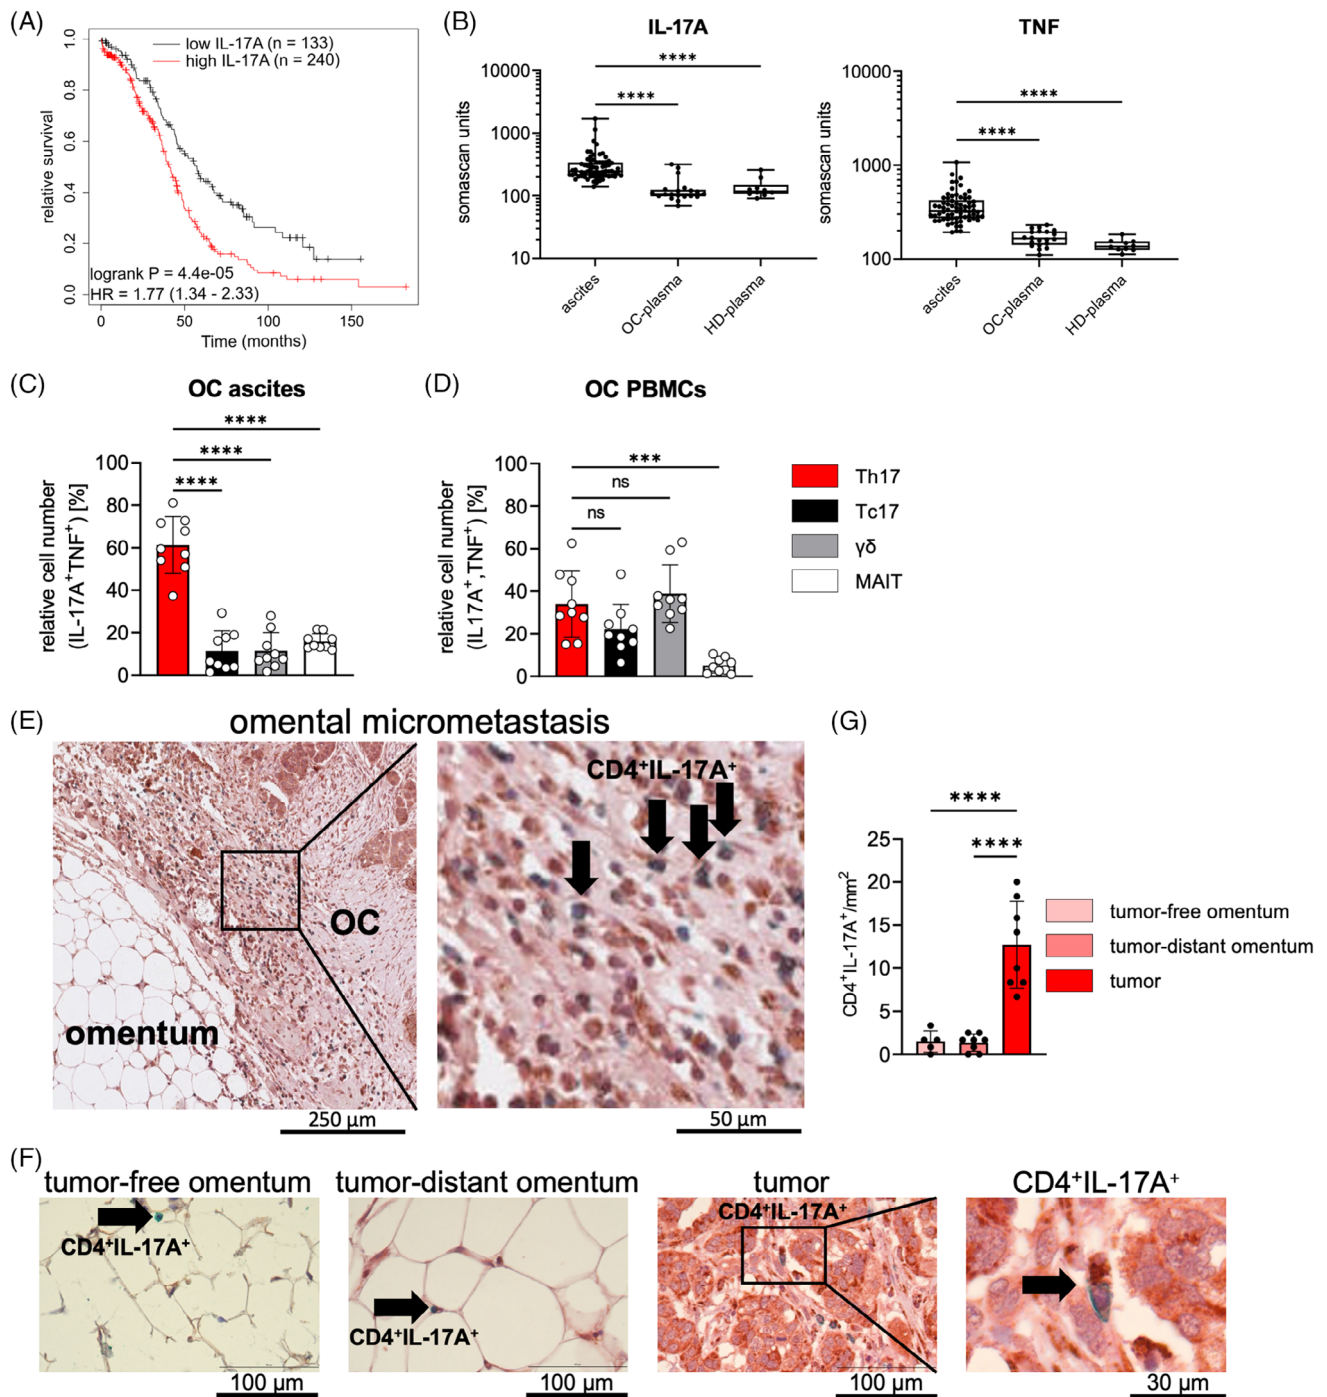 (A)
1.0
0.8
0.6
0.4
0.2
0.0
relative survival
low IL-17A (n = 133)
high IL-17A (n = 240)
logrank P = 4.4e-05
HR = 1.77 (1.34 - 2.33)
0 50 100 150
Time (months)
(B)
IL-17A
****
****
10000
1000
100
10
somascan units
ascites
OC-plasma
HD-plasma
TNF
****
****
10000
1000
100
somascan units
ascites
OC-plasma
HD-plasma
(C)
OC ascites
****
****
****
100
80
60
40
20
0
relative cell number
(IL-17A⁺TNF⁺) [%]
(D)
OC PBMCs
***
ns
ns
100
80
60
40
20
0
relative cell number
(IL17A⁺,TNF⁺) [%]
Th17
Tc17
γδ
MAIT
(E)
omental micrometastasis
OC
omentum
250 µm
CD4⁺IL-17A⁺
50 µm
(G)
****
****
25
20
15
10
5
0
CD4⁺IL-17A⁺/mm²
tumor-free omentum
tumor-distant omentum
tumor
(F)
tumor-free omentum
CD4⁺IL-17A⁺
100 µm
tumor-distant omentum
CD4⁺IL-17A⁺
100 µm
tumor
CD4⁺IL-17A⁺
100 µm
CD4⁺IL-17A⁺
30 µm